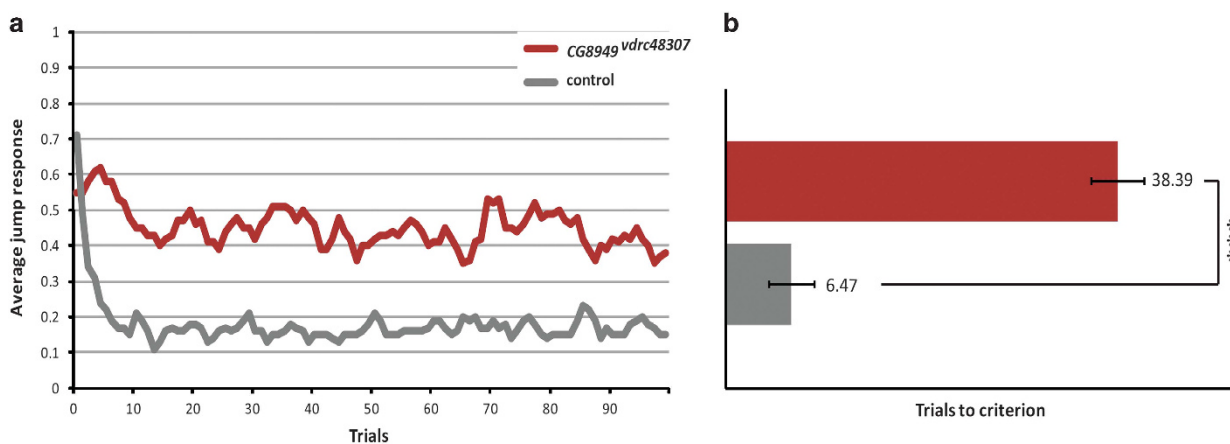 a
1
0.9
0.8
0.7
0.6
0.5
0.4
0.3
0.2
0.1
0
Average jump response
0 10 20 30 40 50 60 70 80 90
Trials
CG8949 vdrc48307
control
b
38.39
6.47
***
Trials to criterion